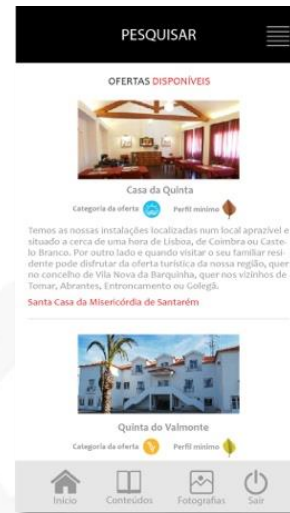 PESQUISAR
OFERTAS DISPONÍVEIS
Casa da Quinta
Categoria da oferta Perfil mínimo
Temos as nossas instalações localizadas num local aprazível e
situado a cerca de uma hora de Lisboa, de Coimbra ou Caste-
lo Branco. Por outro lado e quando visitar o seu familiar resi-
dente pode disfrutar da oferta turística da nossa região, quer
no concelho de Vila Nova da Barquinha, quer nos vizinhos de
Tomar, Abrantes, Entroncamento ou Golegã.
Santa Casa da Misericórdia de Santarém
Quinta do Valmonte
Categoria da oferta Perfil mínimo
Início Conteúdos Fotografias Sair